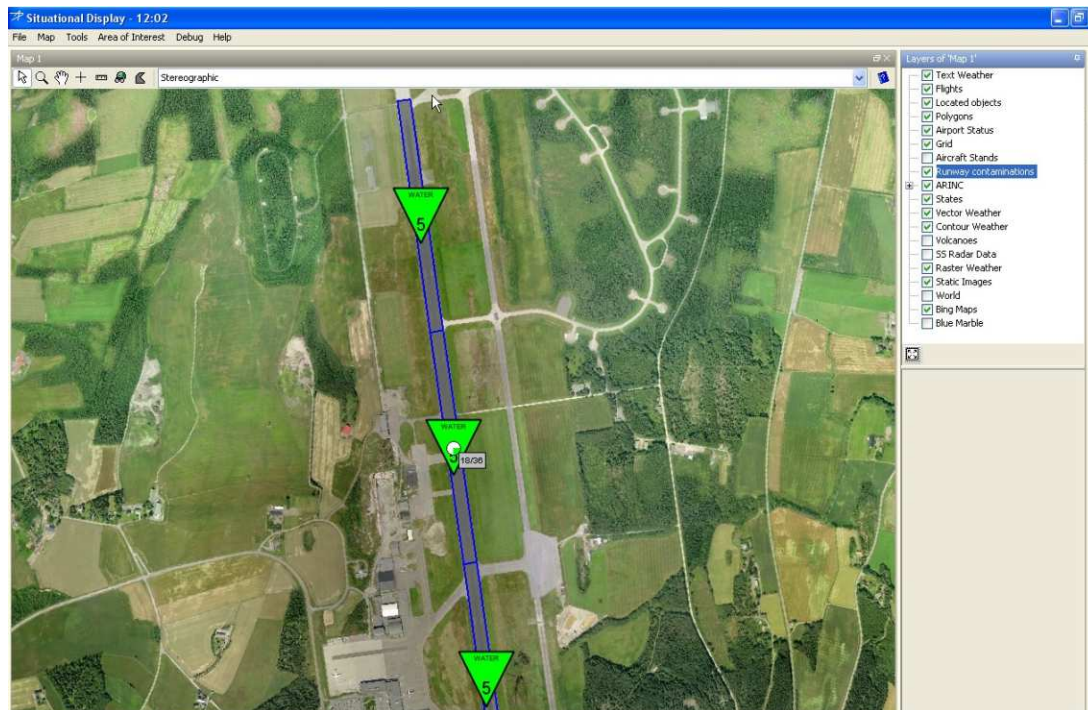 Situational Display - 12:02
File Map Tools Area of Interest Debug Help
Map 1
Stereographic
Layers of 'Map 1'
Text Weather
Flights
Located objects
Polygons
Airport Status
Grid
Aircraft Stands
Runway contaminations
ARINC
States
Vector Weather
Contour Weather
Volcanoes
SS Radar Data
Raster Weather
Static Images
World
Bing Maps
Blue Marble
WATER
5
WATER
5
18/36
WATER
5